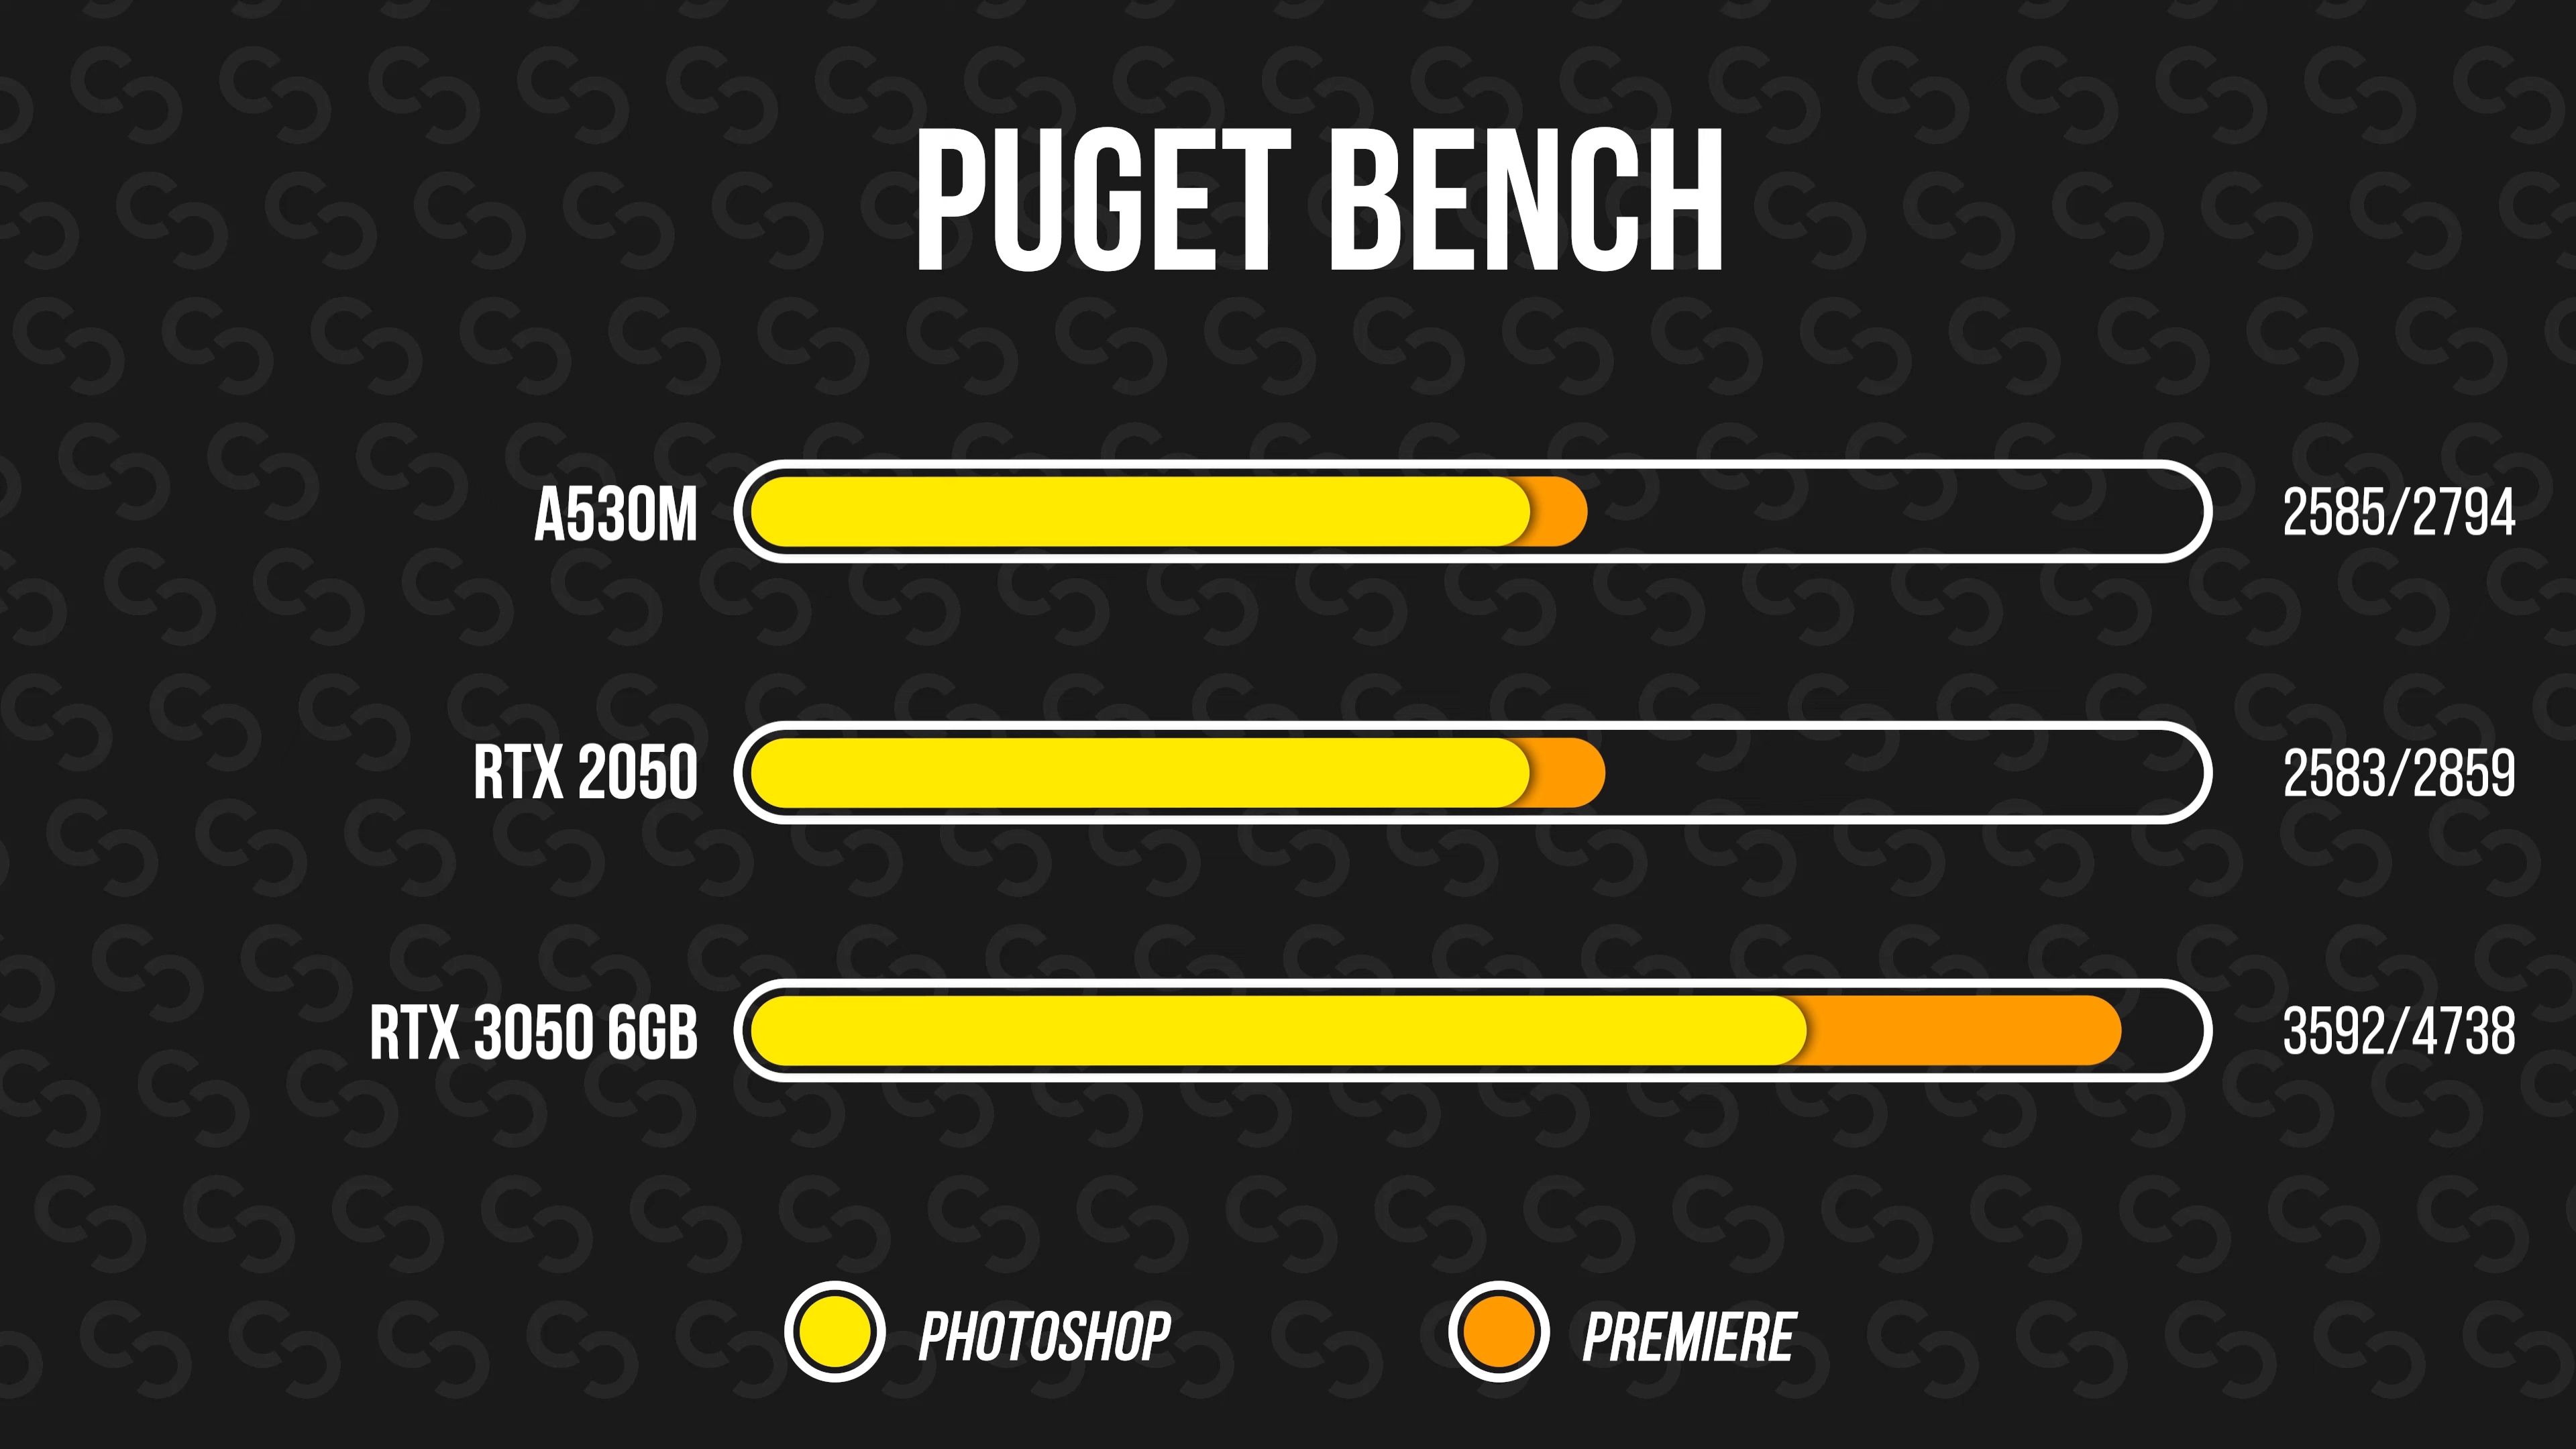 PUGET BENCH
A530M 2585/2794
RTX 2050 2583/2859
RTX 3050 6GB 3592/4738
PHOTOSHOP PREMIERE